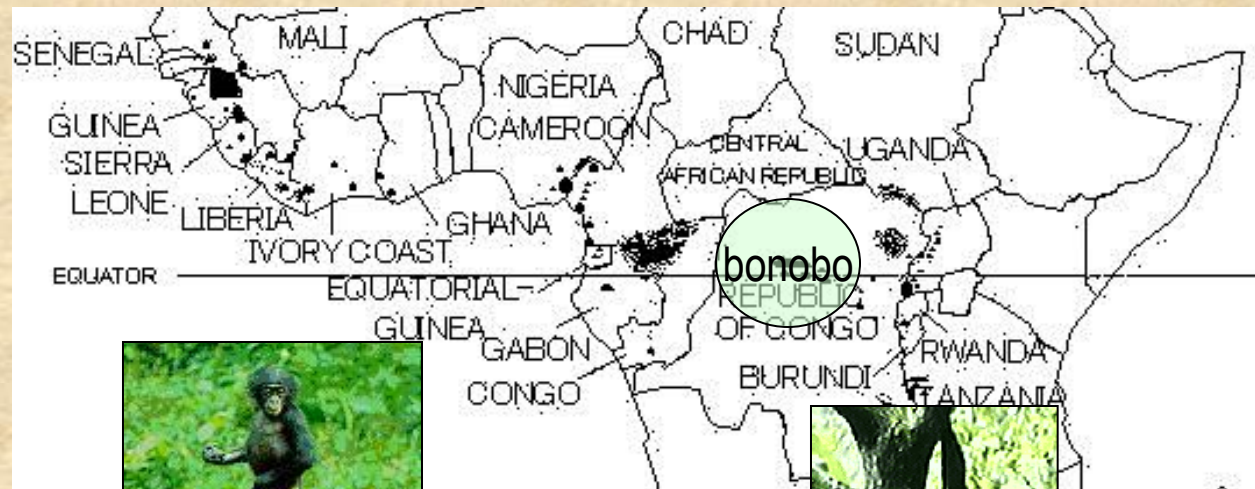 SENEGAL
MALI
CHAD
SUDAN
NIGERIA
GUINEA
CAMEROON
CENTRAL
AFRICAN REPUBLIC
UGANDA
SIERRA
LEONE
LIBERIA
GHANA
IVORY COAST
bonobo
EQUATOR
EQUATORIAL
GUINEA
REPUBLIC
OF CONGO
GABON
RWANDA
CONGO
BURUNDI
TANZANIA